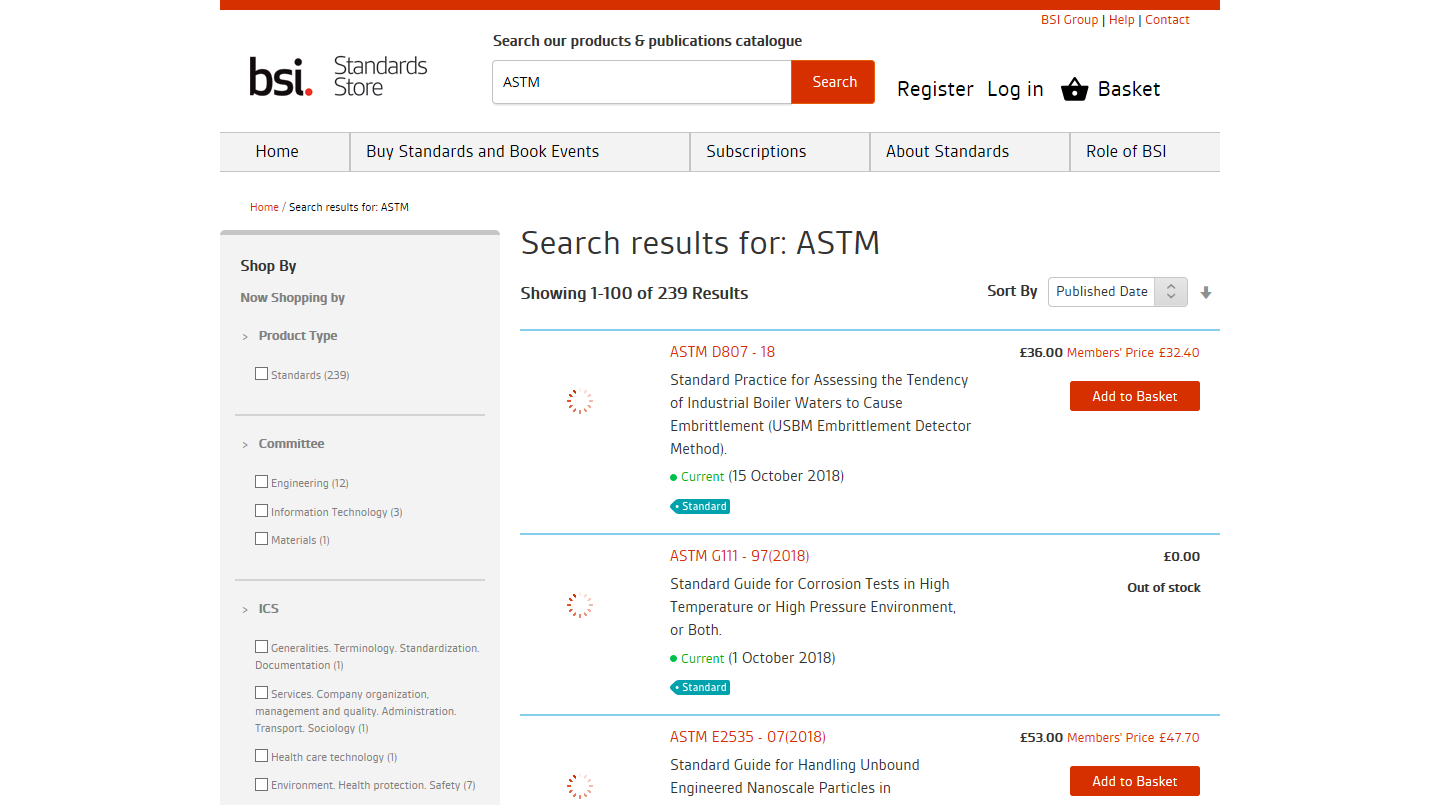 BSI Group | Help | Contact
Search our products & publications catalogue
bsi. Standards Store
ASTM
Search
Register Log in Basket
Home
Buy Standards and Book Events
Subscriptions
About Standards
Role of BSI
Home / Search results for: ASTM
Shop By
Now Shopping by
> Product Type
Standards (239)
> Committee
Engineering (12)
Information Technology (3)
Materials (1)
> ICS
Generalities. Terminology. Standardization.
Documentation (1)
Services. Company organization,
management and quality. Administration.
Transport. Sociology (1)
Health care technology (1)
Environment. Health protection. Safety (7)
Search results for: ASTM
Showing 1-100 of 239 Results
Sort By
Published Date
ASTM D807 - 18
£36.00 Members' Price £32.40
Standard Practice for Assessing the Tendency
of Industrial Boiler Waters to Cause
Embrittlement (USBM Embrittlement Detector
Method).
Add to Basket
Current (15 October 2018)
Standard
ASTM G111 - 97(2018)
£0.00
Standard Guide for Corrosion Tests in High
Temperature or High Pressure Environment,
or Both.
Out of stock
Current (1 October 2018)
Standard
ASTM E2535 - 07(2018)
£53.00 Members' Price £47.70
Standard Guide for Handling Unbound
Engineered Nanoscale Particles in
Add to Basket